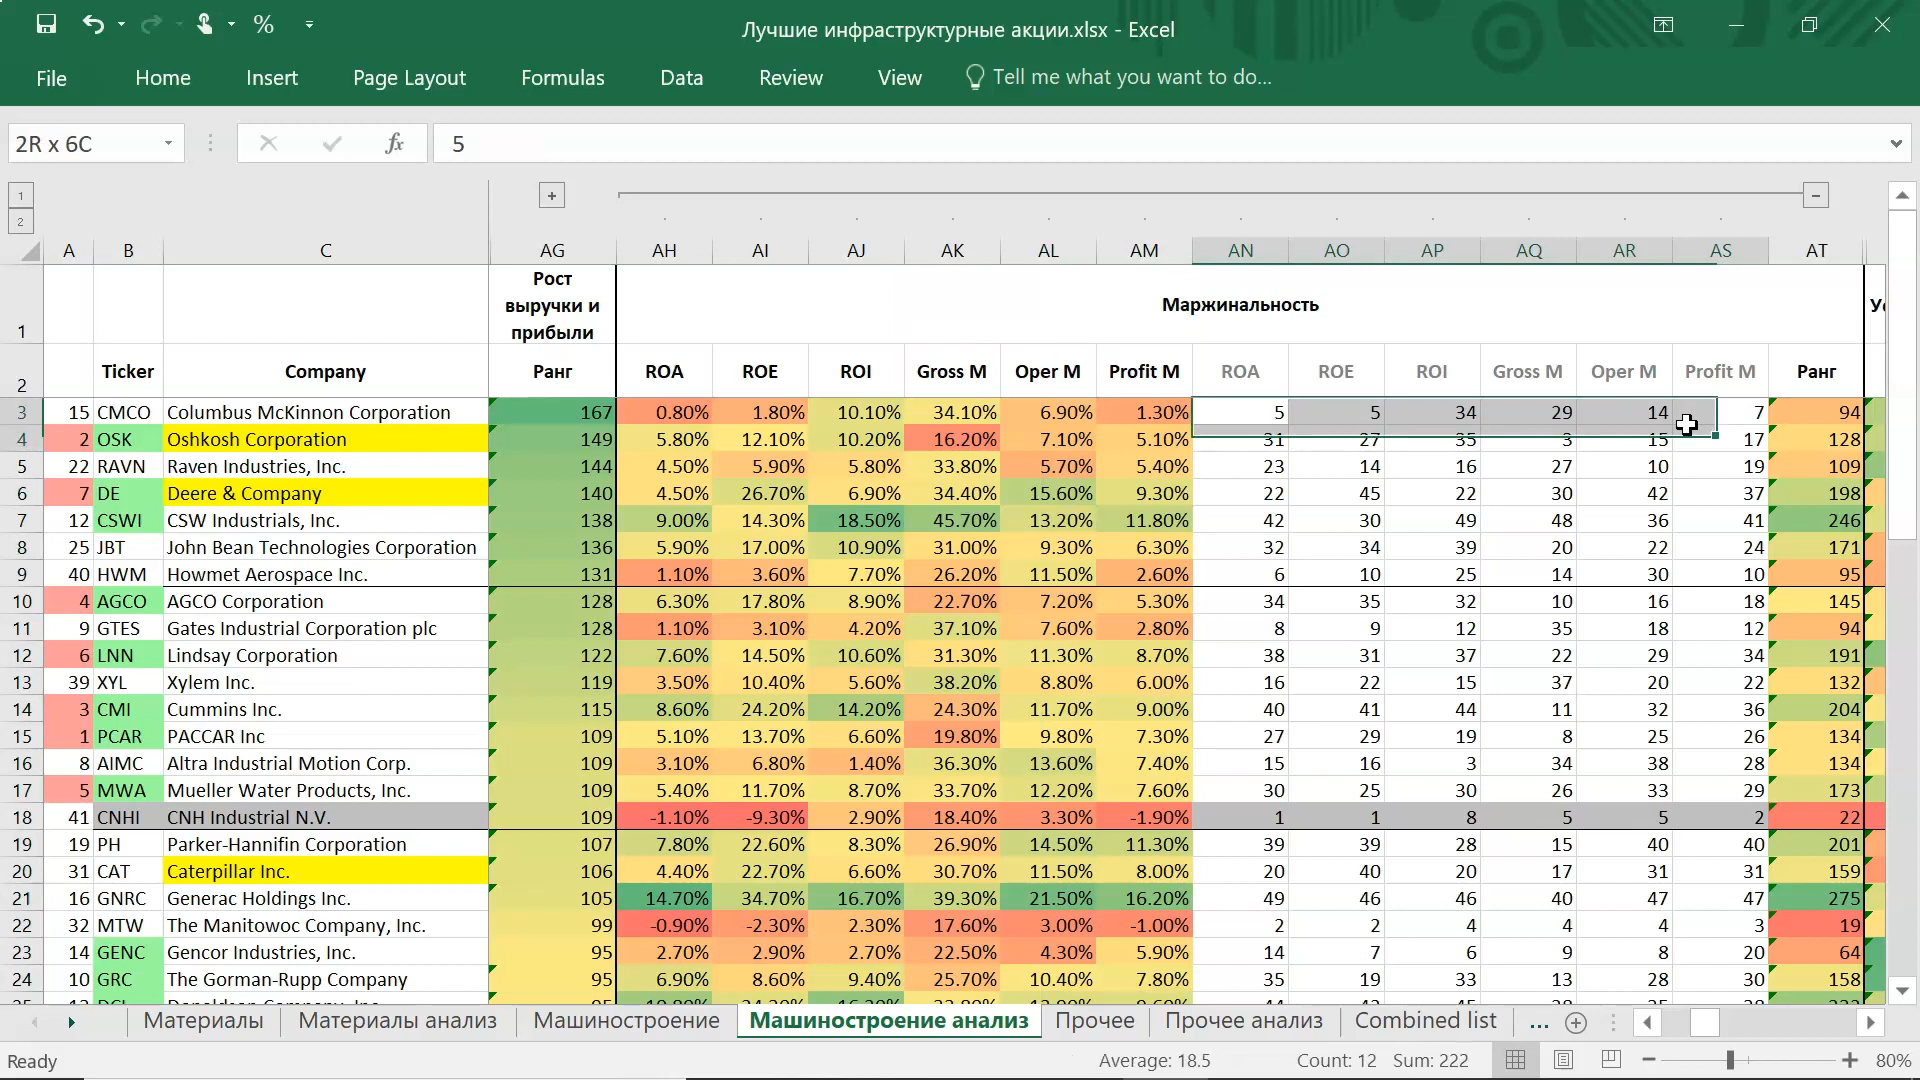 Лучшие инфраструктурные акции.xlsx - Excel
File Home Insert Page Layout Formulas Data Review View Tell me what you want to do...
2R x 6C fx 5
1
2
A B C AG AH AI AJ AK AL AM AN AO AP AQ AR AS AT
1 Рост выручки и прибыли Маржинальность
2 Ticker Company Ранг ROA ROE ROI Gross M Oper M Profit M ROA ROE ROI Gross M Oper M Profit M Ранг
3 15 CMCO Columbus McKinnon Corporation 167 0.80% 1.80% 10.10% 34.10% 6.90% 1.30% 5 5 34 29 14 7 94
4 2 OSK Oshkosh Corporation 149 5.80% 12.10% 10.20% 16.20% 7.10% 5.10% 31 27 35 3 15 17 128
5 22 RAVN Raven Industries, Inc. 144 4.50% 5.90% 5.80% 33.80% 5.70% 5.40% 23 14 16 27 10 19 109
6 7 DE Deere & Company 140 4.50% 26.70% 6.90% 34.40% 15.60% 9.30% 22 45 22 30 42 37 198
7 12 CSWI CSW Industrials, Inc. 138 9.00% 14.30% 18.50% 45.70% 13.20% 11.80% 42 30 49 48 36 41 246
8 25 JBT John Bean Technologies Corporation 136 5.90% 17.00% 10.90% 31.00% 9.30% 6.30% 32 34 39 20 22 24 171
9 40 HWM Howmet Aerospace Inc. 131 1.10% 3.60% 7.70% 26.20% 11.50% 2.60% 6 10 25 14 30 10 95
10 4 AGCO AGCO Corporation 128 6.30% 17.80% 8.90% 22.70% 7.20% 5.30% 34 35 32 10 16 18 145
11 9 GTES Gates Industrial Corporation plc 128 1.10% 3.10% 4.20% 37.10% 7.60% 2.80% 8 9 12 35 18 12 94
12 6 LNN Lindsay Corporation 122 7.60% 14.50% 10.60% 31.30% 11.30% 8.70% 38 31 37 22 29 34 191
13 39 XYL Xylem Inc. 119 3.50% 10.40% 5.60% 38.20% 8.80% 6.00% 16 22 15 37 20 22 132
14 3 CMI Cummins Inc. 115 8.60% 24.20% 14.20% 24.30% 11.70% 9.00% 40 41 44 11 32 36 204
15 1 PCAR PACCAR Inc 109 5.10% 13.70% 6.60% 19.80% 9.80% 7.30% 27 29 19 8 25 26 134
16 8 AIMC Altra Industrial Motion Corp. 109 3.10% 6.80% 1.40% 36.30% 13.60% 7.40% 15 16 3 34 38 28 134
17 5 MWA Mueller Water Products, Inc. 109 5.40% 11.70% 8.70% 33.70% 12.20% 7.60% 30 25 30 26 33 29 173
18 41 CNHI CNH Industrial N.V. 109 -1.10% -9.30% 2.90% 18.40% 3.30% -1.90% 1 1 8 5 5 2 22
19 19 PH Parker-Hannifin Corporation 107 7.80% 22.60% 8.30% 26.90% 14.50% 11.30% 39 39 28 15 40 40 201
20 31 CAT Caterpillar Inc. 106 4.40% 22.70% 6.60% 30.70% 11.50% 8.00% 20 40 20 17 31 31 159
21 16 GNRC Generac Holdings Inc. 105 14.70% 34.70% 16.70% 39.30% 21.50% 16.20% 49 46 46 40 47 47 275
22 32 MTW The Manitowoc Company, Inc. 99 -0.90% -2.30% 2.30% 17.60% 3.00% -1.00% 2 2 4 4 4 3 19
23 14 GENC Gencor Industries, Inc. 95 2.70% 2.90% 2.70% 22.50% 4.30% 5.90% 14 7 6 9 8 20 64
24 10 GRC The Gorman-Rupp Company 95 6.90% 8.60% 9.40% 25.70% 10.40% 7.80% 35 19 33 13 28 30 158
Материалы Материалы анализ Машиностроение Машиностроение анализ Прочее Прочее анализ Combined list ...
Ready Average: 18.5 Count: 12 Sum: 222 80%